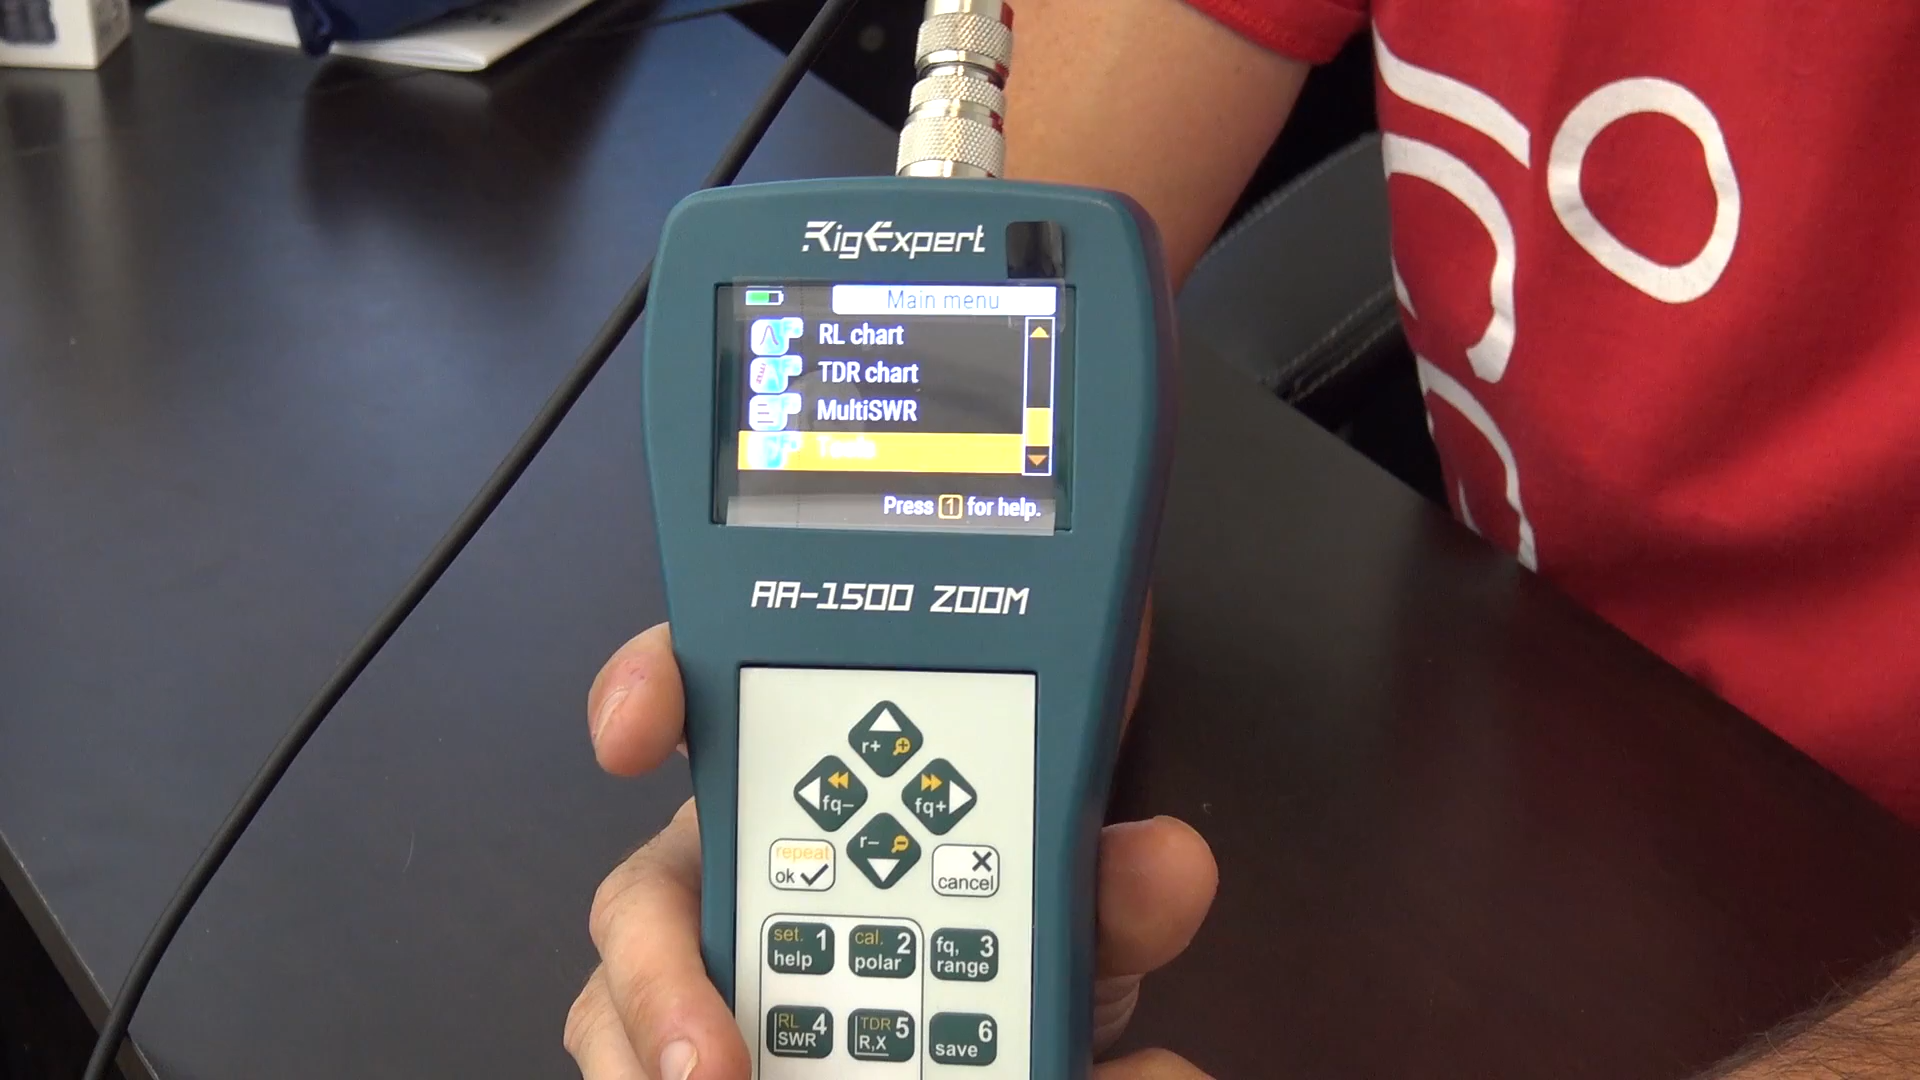 RigExpert
Main menu
RL chart
TDR chart
MultiSWR
Tools
Press 1 for help.
AA-1500 ZOOM
r+
fq-
fq+
r-
repeat
ok
cancel
set. 1
help
cal. 2
polar
fq, 3
range
RL 4
SWR
TDR 5
R,X
6
save